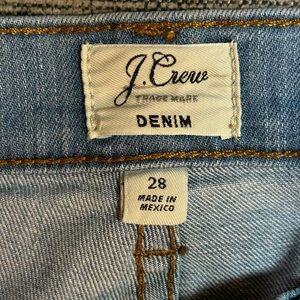 J.Crew
TRADE MARK
DENIM
28
MADE IN
MEXICO